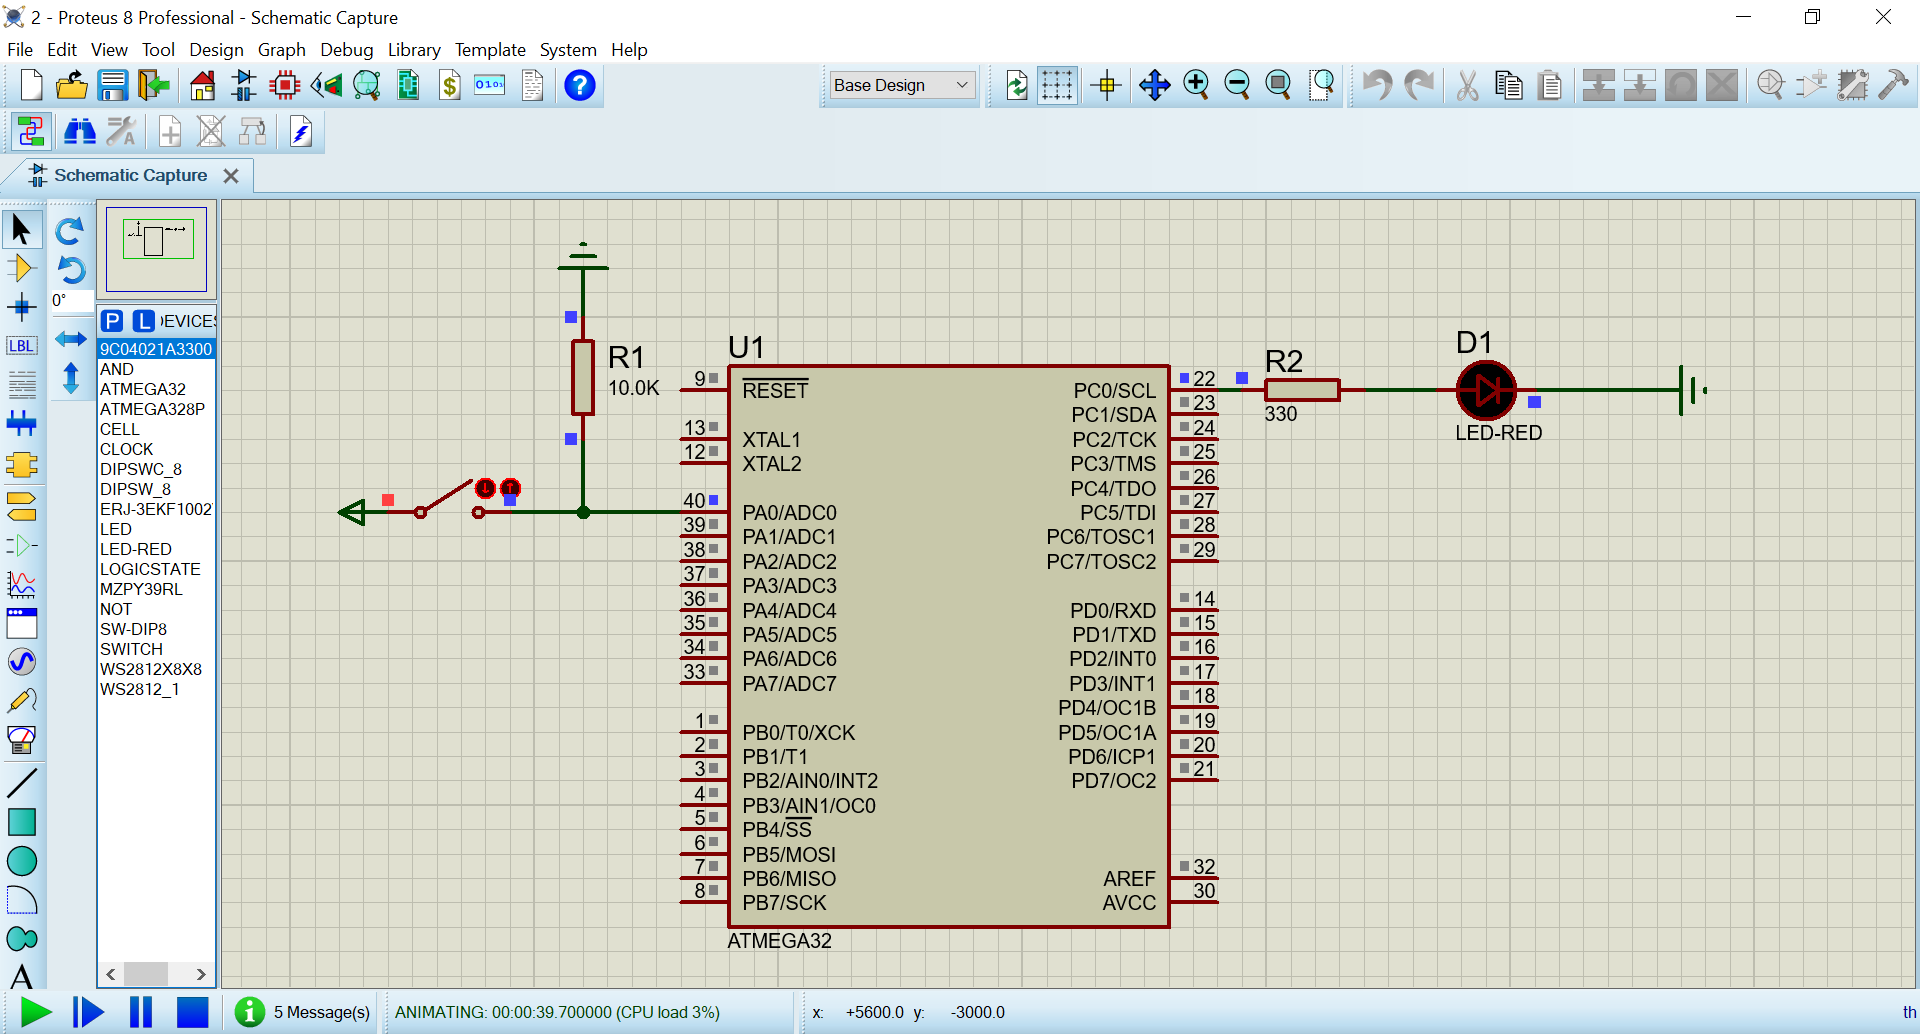 2 - Proteus 8 Professional - Schematic Capture
File Edit View Tool Design Graph Debug Library Template System Help
Base Design
Schematic Capture
0°
P L DEVICES
9C04021A3300
AND
ATMEGA32
ATMEGA328P
CELL
CLOCK
DIPSWC_8
DIPSW_8
ERJ-3EKF1002
LED
LED-RED
LOGICSTATE
MZPY39RL
NOT
SW-DIP8
SWITCH
WS2812X8X8
WS2812_1
LBL
A
R1
10.0K
U1
9 RESET
13 XTAL1
12 XTAL2
40 PA0/ADC0
39 PA1/ADC1
38 PA2/ADC2
37 PA3/ADC3
36 PA4/ADC4
35 PA5/ADC5
34 PA6/ADC6
33 PA7/ADC7
1 PB0/T0/XCK
2 PB1/T1
3 PB2/AIN0/INT2
4 PB3/AIN1/OC0
5 PB4/SS
6 PB5/MOSI
7 PB6/MISO
8 PB7/SCK
PC0/SCL 22
PC1/SDA 23
PC2/TCK 24
PC3/TMS 25
PC4/TDO 26
PC5/TDI 27
PC6/TOSC1 28
PC7/TOSC2 29
PD0/RXD 14
PD1/TXD 15
PD2/INT0 16
PD3/INT1 17
PD4/OC1B 18
PD5/OC1A 19
PD6/ICP1 20
PD7/OC2 21
AREF 32
AVCC 30
ATMEGA32
R2
330
D1
LED-RED
5 Message(s)
ANIMATING: 00:00:39.700000 (CPU load 3%)
x: +5600.0 y: -3000.0
th